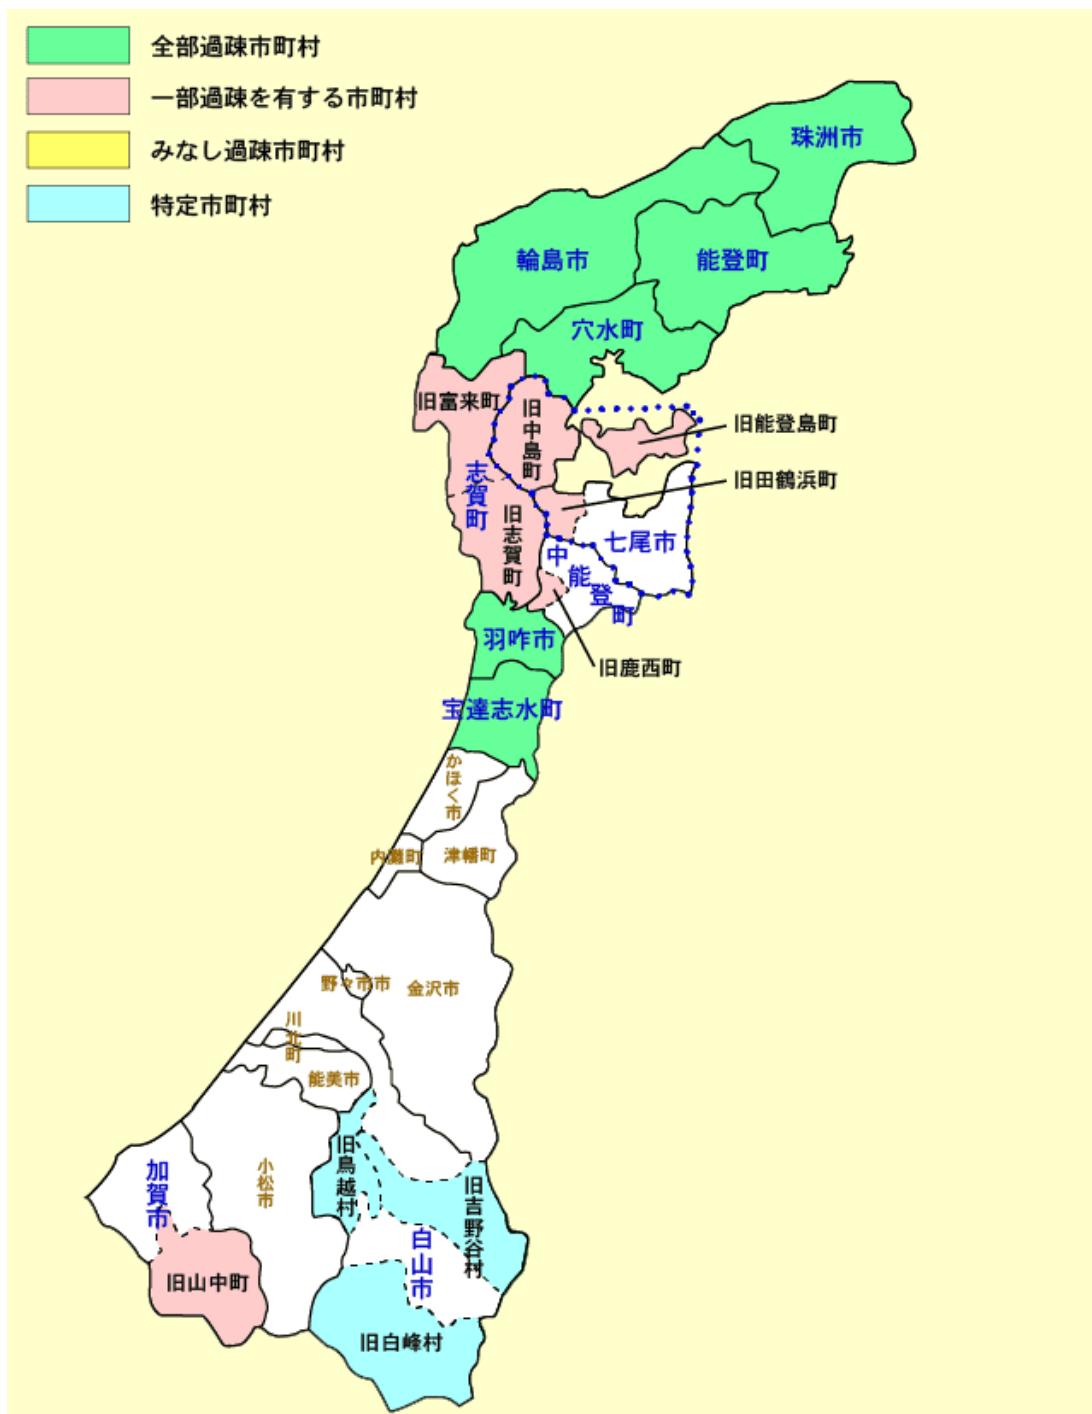 全部過疎市町村
一部過疎を有する市町村
みなし過疎市町村
特定市町村
珠洲市
輪島市
能登町
穴水町
旧富来町
旧中島町
旧能登島町
志賀町
旧田鶴浜町
旧志賀町
七尾市
中能登町
羽咋市
旧鹿西町
宝達志水町
かほく市
内灘町
津幡町
野々市市
金沢市
川北町
能美市
旧鳥越村
加賀市
小松市
旧吉野谷村
白山市
旧山中町
旧白峰村